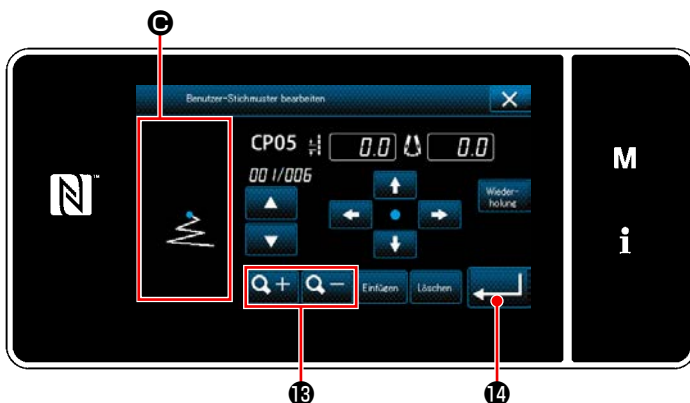 C
Benutzer-Stichmuster bearbeiten
CP05 0.0 0.0
001/006
Wieder-
holung
M
i
N
Einfügen Löschen
13 14